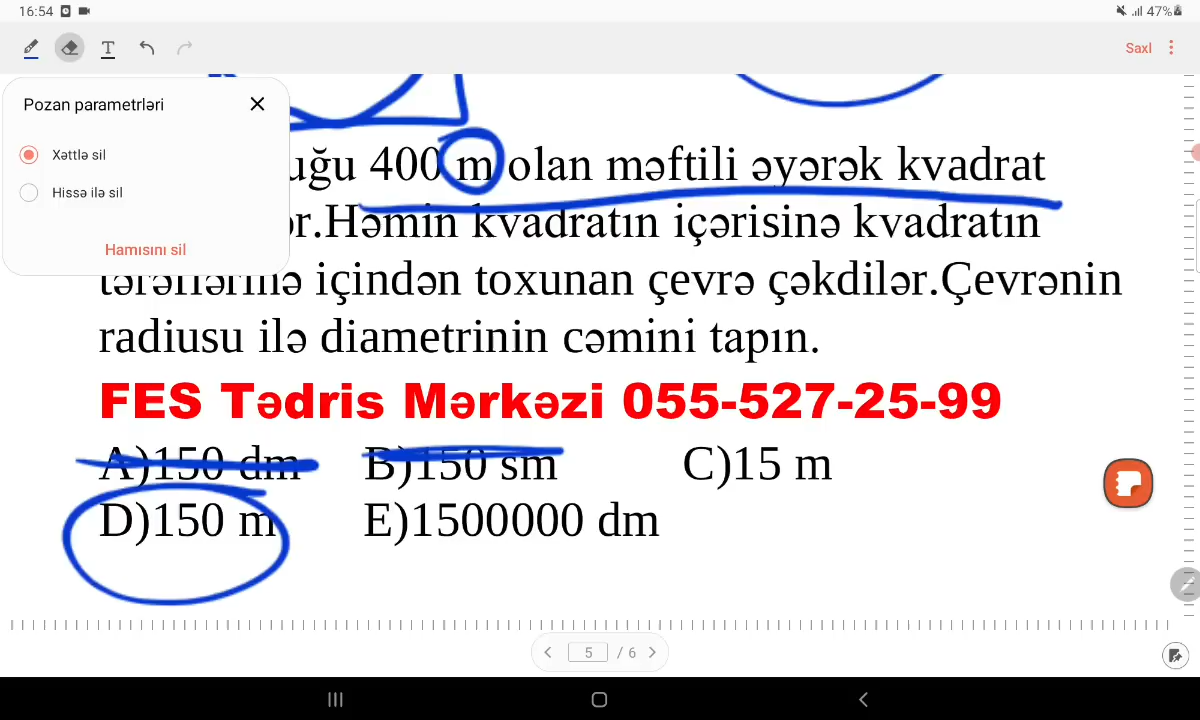 16:54 47%
Saxl
Pozan parametrləri
Xəttlə sil
Hissə ilə sil
Hamısını sil
uğu 400 m olan məftili əyərək kvadrat
or.Həmin kvadratın içərisinə kvadratın
tərəflərinə içindən toxunan çevrə çəkdilər.Çevrənin
radiusu ilə diametrinin cəmini tapın.
FES Tədris Mərkəzi 055-527-25-99
A)150 dm B)150 sm C)15 m
D)150 m E)1500000 dm
5 / 6